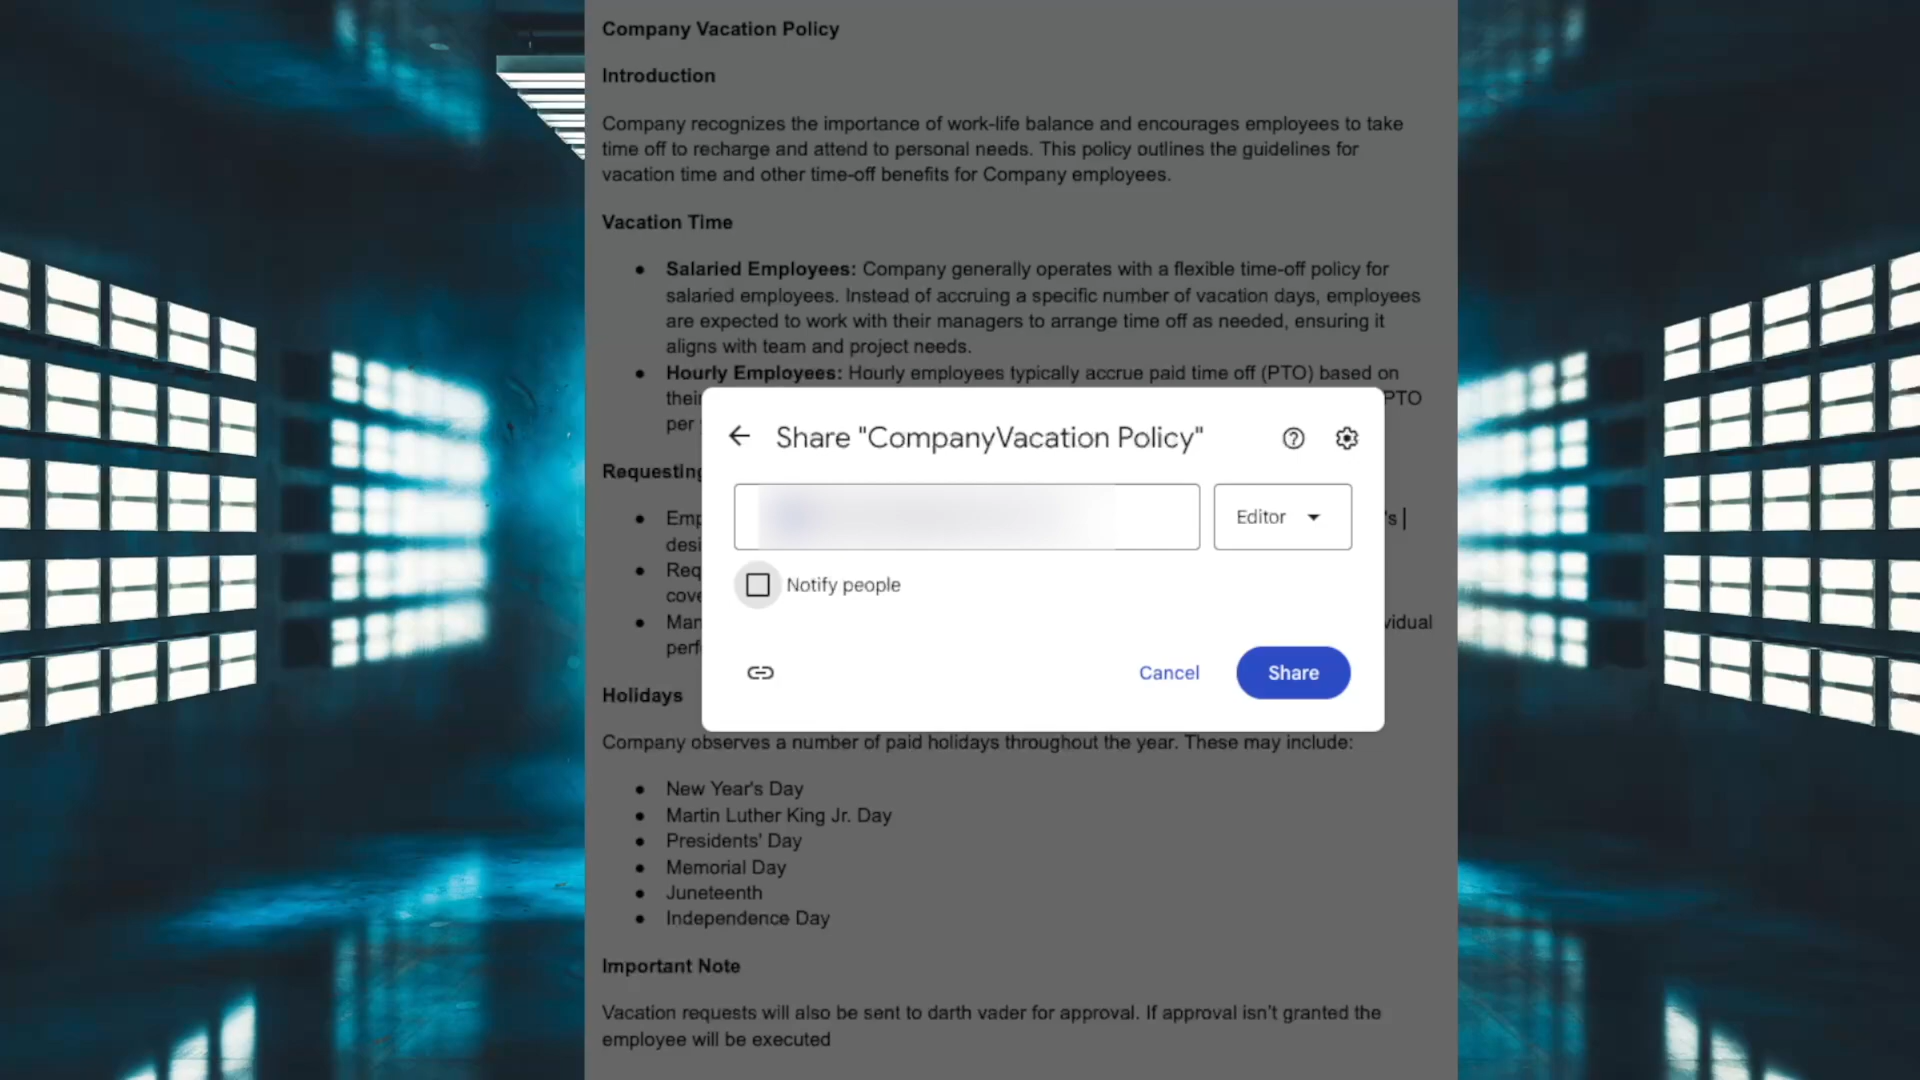 Company Vacation Policy
Introduction
Company recognizes the importance of work-life balance and encourages employees to take
time off to recharge and attend to personal needs. This policy outlines the guidelines for
vacation time and other time-off benefits for Company employees.
Vacation Time
● Salaried Employees: Company generally operates with a flexible time-off policy for
salaried employees. Instead of accruing a specific number of vacation days, employees
are expected to work with their managers to arrange time off as needed, ensuring it
aligns with team and project needs.
● Hourly Employees: Hourly employees typically accrue paid time off (PTO) based on
PTO
per
Share "CompanyVacation Policy"
Editor
Notify people
Cancel
Share
Requesting
Holidays
Company observes a number of paid holidays throughout the year. These may include:
● New Year's Day
● Martin Luther King Jr. Day
● Presidents' Day
● Memorial Day
● Juneteenth
● Independence Day
Important Note
Vacation requests will also be sent to darth vader for approval. If approval isn't granted the
employee will be executed